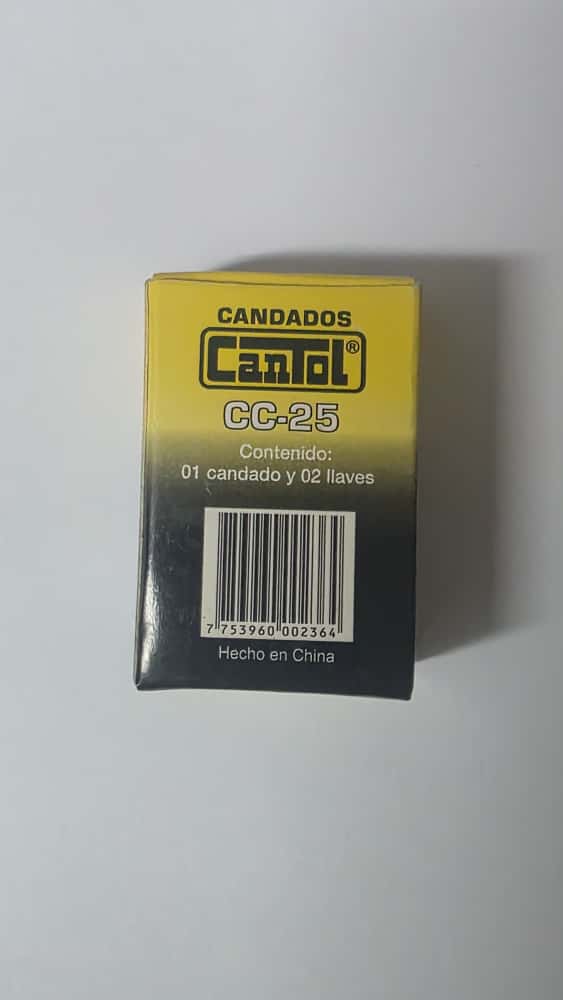 CANDADOS
CanTol®
CC-25
Contenido:
01 candado y 02 llaves
7 753960 002364
Hecho en China